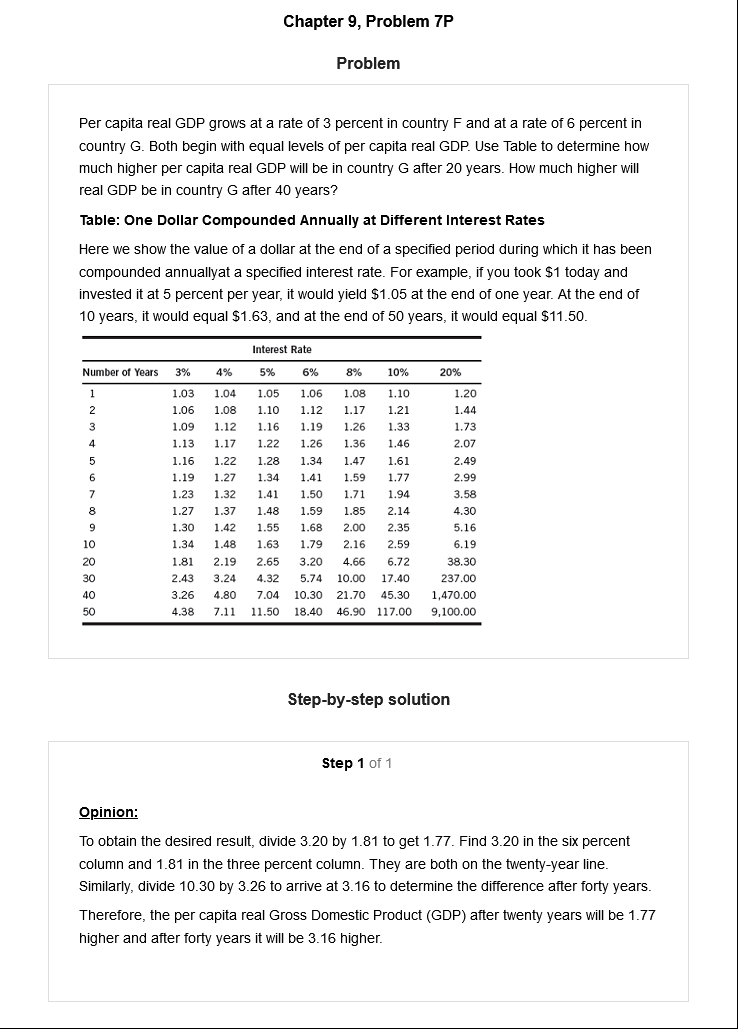 Chapter 9, Problem 7P
Problem
Per capita real GDP grows at a rate of 3 percent in country F and at a rate of 6 percent in
country G. Both begin with equal levels of per capita real GDP. Use Table to determine how
much higher per capita real GDP will be in country G after 20 years. How much higher will
real GDP be in country G after 40 years?
Table: One Dollar Compounded Annually at Different Interest Rates
Here we show the value of a dollar at the end of a specified period during which it has been
compounded annuallyat a specified interest rate. For example, if you took $1 today and
invested it at 5 percent per year, it would yield $1.05 at the end of one year. At the end of
10 years, it would equal $1.63, and at the end of 50 years, it would equal $11.50.
Interest Rate
Number of Years 3% 4% 5% 6% 8% 10% 20%
1 1.03 1.04 1.05 1.06 1.08 1.10 1.20
2 1.06 1.08 1.10 1.12 1.17 1.21 1.44
3 1.09 1.12 1.16 1.19 1.26 1.33 1.73
4 1.13 1.17 1.22 1.26 1.36 1.46 2.07
5 1.16 1.22 1.28 1.34 1.47 1.61 2.49
6 1.19 1.27 1.34 1.41 1.59 1.77 2.99
7 1.23 1.32 1.41 1.50 1.71 1.94 3.58
8 1.27 1.37 1.48 1.59 1.85 2.14 4.30
9 1.30 1.42 1.55 1.68 2.00 2.35 5.16
10 1.34 1.48 1.63 1.79 2.16 2.59 6.19
20 1.81 2.19 2.65 3.20 4.66 6.72 38.30
30 2.43 3.24 4.32 5.74 10.00 17.40 237.00
40 3.26 4.80 7.04 10.30 21.70 45.30 1,470.00
50 4.38 7.11 11.50 18.40 46.90 117.00 9,100.00
Step-by-step solution
Step 1 of 1
Opinion:
To obtain the desired result, divide 3.20 by 1.81 to get 1.77. Find 3.20 in the six percent
column and 1.81 in the three percent column. They are both on the twenty-year line.
Similarly, divide 10.30 by 3.26 to arrive at 3.16 to determine the difference after forty years.
Therefore, the per capita real Gross Domestic Product (GDP) after twenty years will be 1.77
higher and after forty years it will be 3.16 higher.